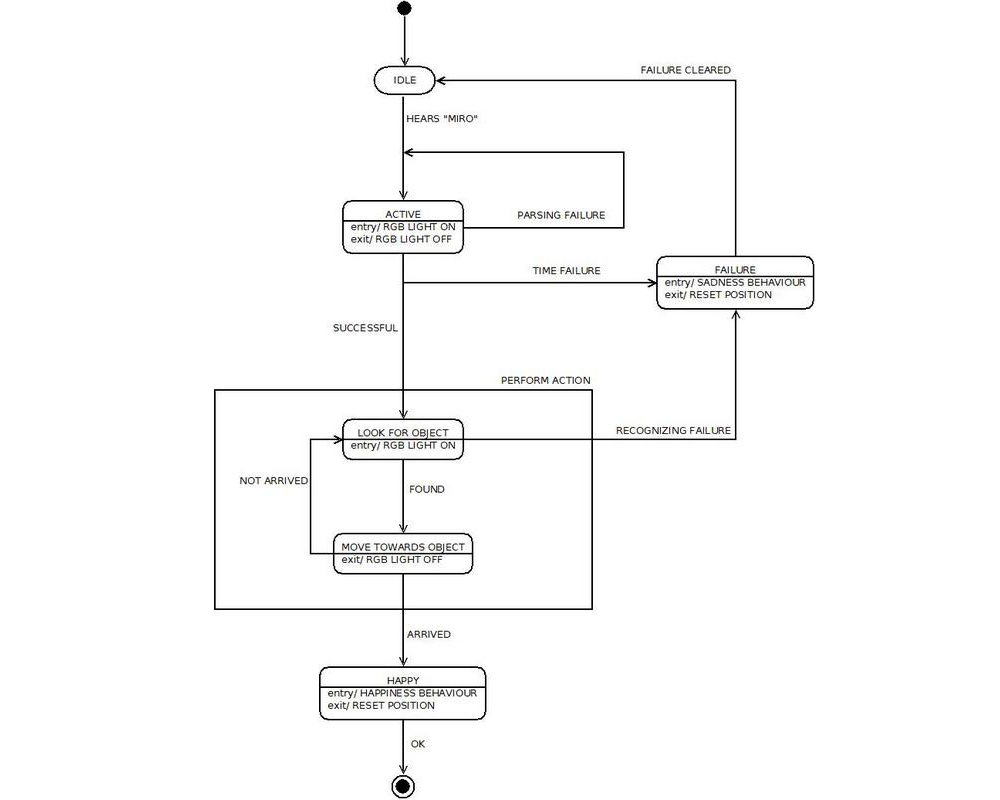 IDLE
FAILURE CLEARED
HEARS "MIRO"
ACTIVE
entry/ RGB LIGHT ON
exit/ RGB LIGHT OFF
PARSING FAILURE
TIME FAILURE
FAILURE
entry/ SADNESS BEHAVIOUR
exit/ RESET POSITION
SUCCESSFUL
PERFORM ACTION
LOOK FOR OBJECT
entry/ RGB LIGHT ON
RECOGNIZING FAILURE
NOT ARRIVED
FOUND
MOVE TOWARDS OBJECT
exit/ RGB LIGHT OFF
ARRIVED
HAPPY
entry/ HAPPINESS BEHAVIOUR
exit/ RESET POSITION
OK